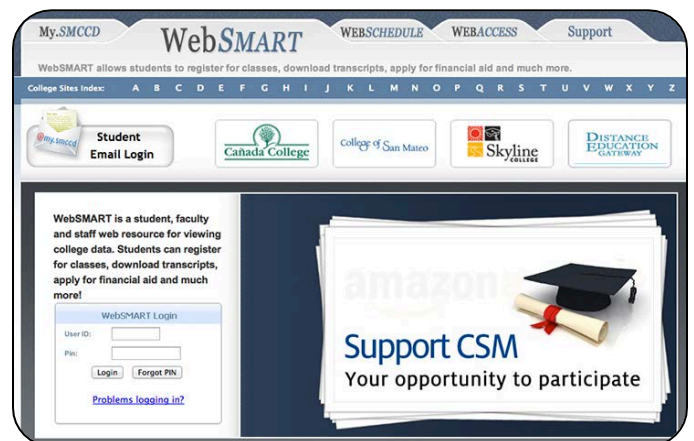 My.SMCCD
WebSMART
WEBSCHEDULE
WEBACCESS
Support
WebSMART allows students to register for classes, download transcripts, apply for financial aid and much more.
College Sites Index: A B C D E F G H I J K L M N O P Q R S T U V W X Y Z
@my.smccd
Student
Email Login
Cañada College
College of San Mateo
Skyline
COLLEGE
DISTANCE
EDUCATION
GATEWAY
WebSMART is a student, faculty
and staff web resource for viewing
college data. Students can register
for classes, download transcripts,
apply for financial aid and much
more!
WebSMART Login
User ID:
Pin:
Login Forgot PIN
Problems logging in?
amazon
Support CSM
Your opportunity to participate